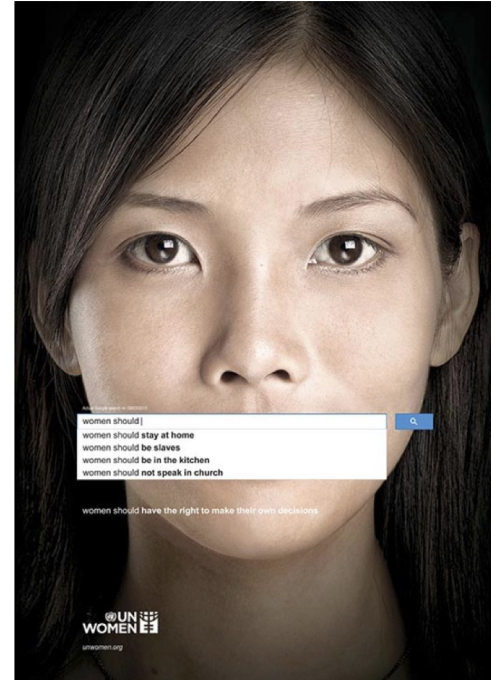 women should
women should stay at home
women should be slaves
women should be in the kitchen
women should not speak in church
women should have the right to make their own decisions
UN
WOMEN
unwomen.org